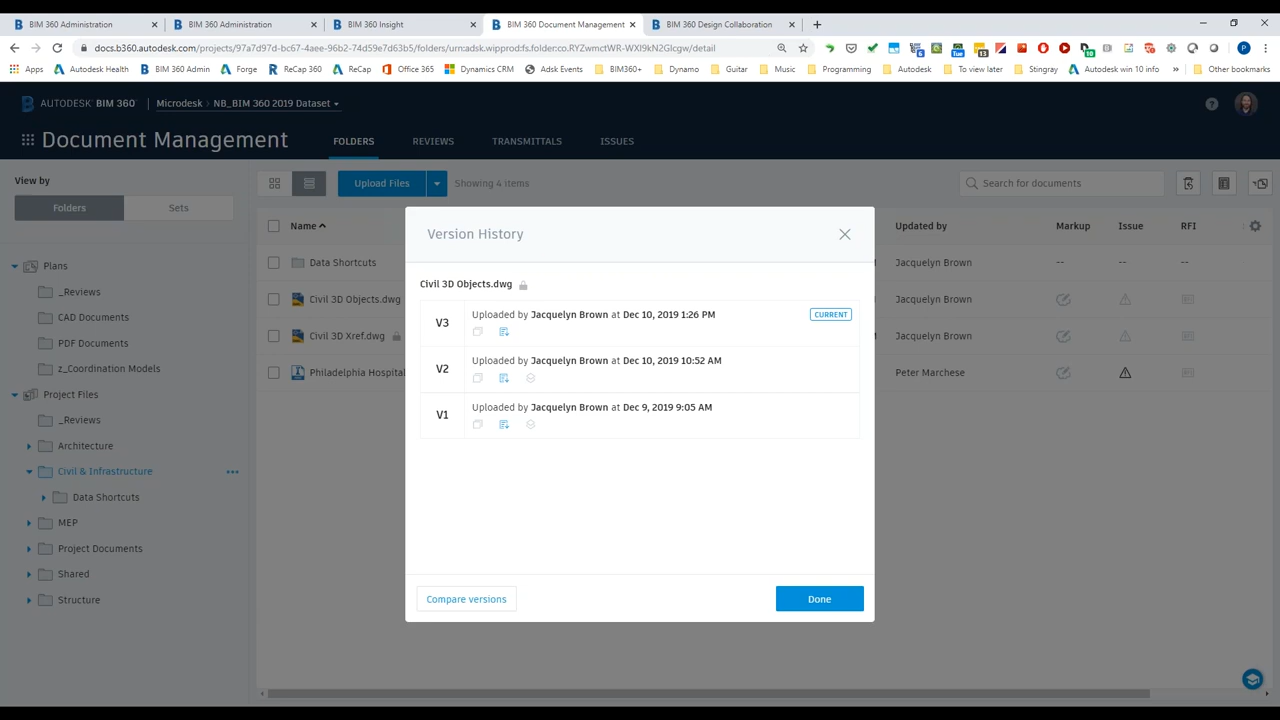 BIM 360 Administration
BIM 360 Administration
BIM 360 Insight
BIM 360 Document Management
BIM 360 Design Collaboration
docs.b360.autodesk.com/projects/97a7d97d-bc67-4aee-96b2-74d59e7d63b5/folders/urn:adsk.wipprod:fs.folder:co.RYZwmctWR-WXI9kN2Glcgw/detail
Apps
Autodesk Health
BIM 360 Admin
Forge
ReCap 360
ReCap
Office 365
Dynamics CRM
Adsk Events
BIM360+
Dynamo
Guitar
Music
Programming
Autodesk
To view later
Stingray
Autodesk win 10 info
»
Other bookmarks
AUTODESK® BIM 360™
Microdesk > NB_BIM 360 2019 Dataset
Document Management
FOLDERS
REVIEWS
TRANSMITTALS
ISSUES
View by
Folders
Sets
Upload Files
Showing 4 items
Search for documents
Name
Updated by
Markup
Issue
RFI
Plans
_Reviews
CAD Documents
PDF Documents
z_Coordination Models
Project Files
_Reviews
Architecture
Civil & Infrastructure
Data Shortcuts
MEP
Project Documents
Shared
Structure
Data Shortcuts
Jacquelyn Brown
--
--
--
Civil 3D Objects.dwg
Jacquelyn Brown
Civil 3D Xref.dwg
Jacquelyn Brown
Philadelphia Hospital
Peter Marchese
Version History
Civil 3D Objects.dwg
V3
Uploaded by Jacquelyn Brown at Dec 10, 2019 1:26 PM
CURRENT
V2
Uploaded by Jacquelyn Brown at Dec 10, 2019 10:52 AM
V1
Uploaded by Jacquelyn Brown at Dec 9, 2019 9:05 AM
Compare versions
Done